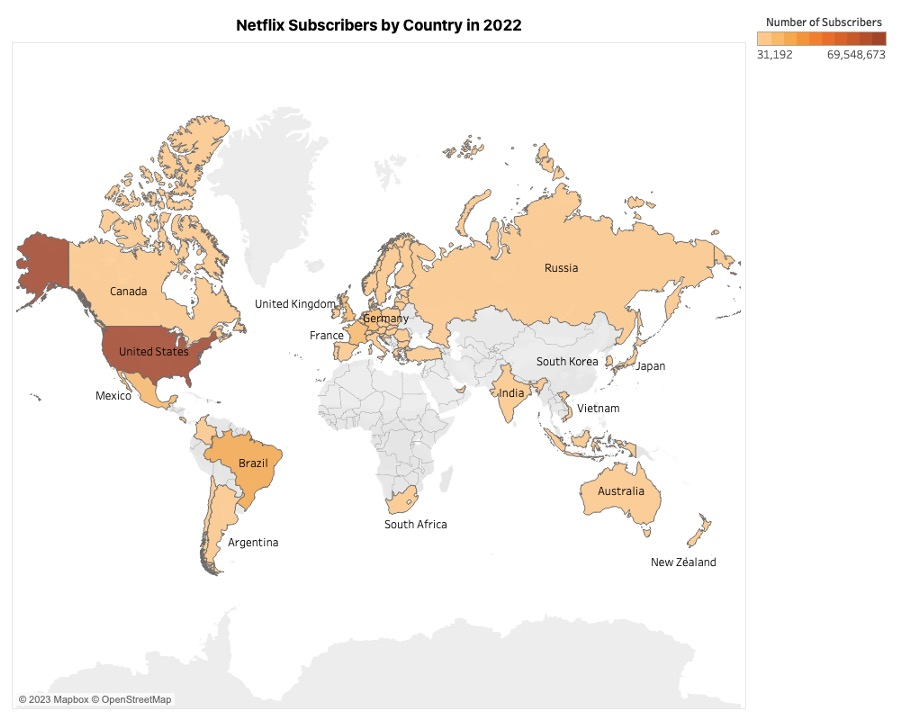 Netflix Subscribers by Country in 2022
Number of Subscribers
31,192 69,548,673
Russia
Canada
United Kingdom
Germany
France
United States
South Korea
Japan
Mexico
India
Vietnam
Brazil
Australia
South Africa
Argentina
New Zealand
© 2023 Mapbox © OpenStreetMap